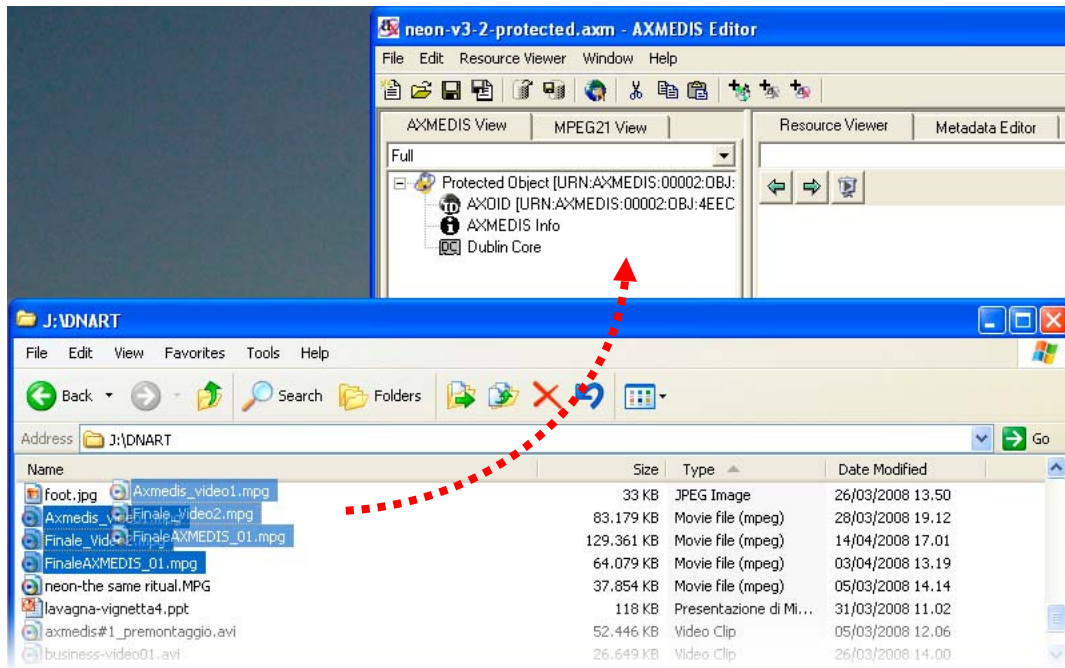 neon-v3-2-protected.axm - AXMEDIS Editor
File Edit Resource Viewer Window Help
AXMEDIS View MPEG21 View Resource Viewer Metadata Editor
Full
Protected Object [URN:AXMEDIS:00002:OBJ:
ID AXOID [URN:AXMEDIS:00002:OBJ:4EEC
AXMEDIS Info
DC Dublin Core
J:\DNART
File Edit View Favorites Tools Help
Back Search Folders
Address J:\DNART Go
Name Size Type Date Modified
foot.jpg 33 KB JPEG Image 26/03/2008 13.50
Axmedis_video1.mpg
Axmedis_video1.mpg 83.179 KB Movie file (mpeg) 28/03/2008 19.12
Finale_Video2.mpg
Finale_Video2.mpg 129.361 KB Movie file (mpeg) 14/04/2008 17.01
FinaleAXMEDIS_01.mpg
FinaleAXMEDIS_01.mpg 64.079 KB Movie file (mpeg) 03/04/2008 13.19
neon-the same ritual.MPG 37.854 KB Movie file (mpeg) 05/03/2008 14.14
lavagna-vignetta4.ppt 118 KB Presentazione di Mi... 31/03/2008 11.02
axmedis#1_premontaggio.avi 52.446 KB Video Clip 05/03/2008 12.06
business-video01.avi 26.649 KB Video Clip 26/03/2008 14.00